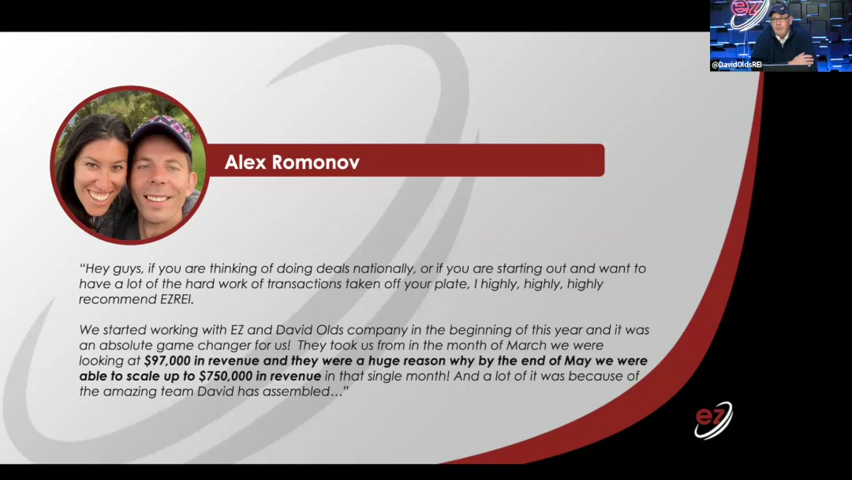 ez
@DavidOldsREI
Alex Romonov
“Hey guys, if you are thinking of doing deals nationally, or if you are starting out and want to
have a lot of the hard work of transactions taken off your plate, I highly, highly, highly
recommend EZREI.
We started working with EZ and David Olds company in the beginning of this year and it was
an absolute game changer for us!  They took us from in the month of March we were
looking at $97,000 in revenue and they were a huge reason why by the end of May we were
able to scale up to $750,000 in revenue in that single month! And a lot of it was because of
the amazing team David has assembled…”
ez